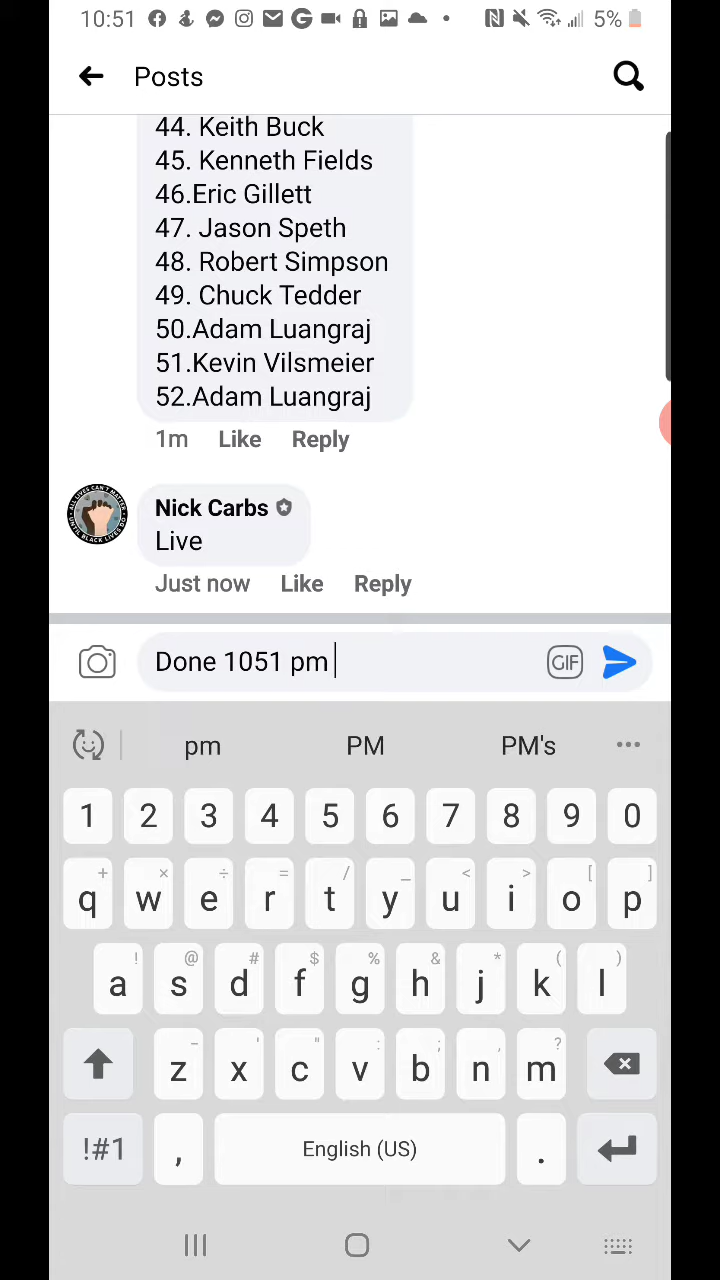 10:51 5%
Posts
44. Keith Buck
45. Kenneth Fields
46.Eric Gillett
47. Jason Speth
48. Robert Simpson
49. Chuck Tedder
50.Adam Luangraj
51.Kevin Vilsmeier
52.Adam Luangraj
1m Like Reply
Nick Carbs
Live
Just now Like Reply
Done 1051 pm GIF
pm PM PM's
1 2 3 4 5 6 7 8 9 0
+ × ÷ = / _ < > [ ]
q w e r t y u i o p
! @ # $ % & * ( )
a s d f g h j k l
- ' " : ; , ?
z x c v b n m
!#1 , English (US) .